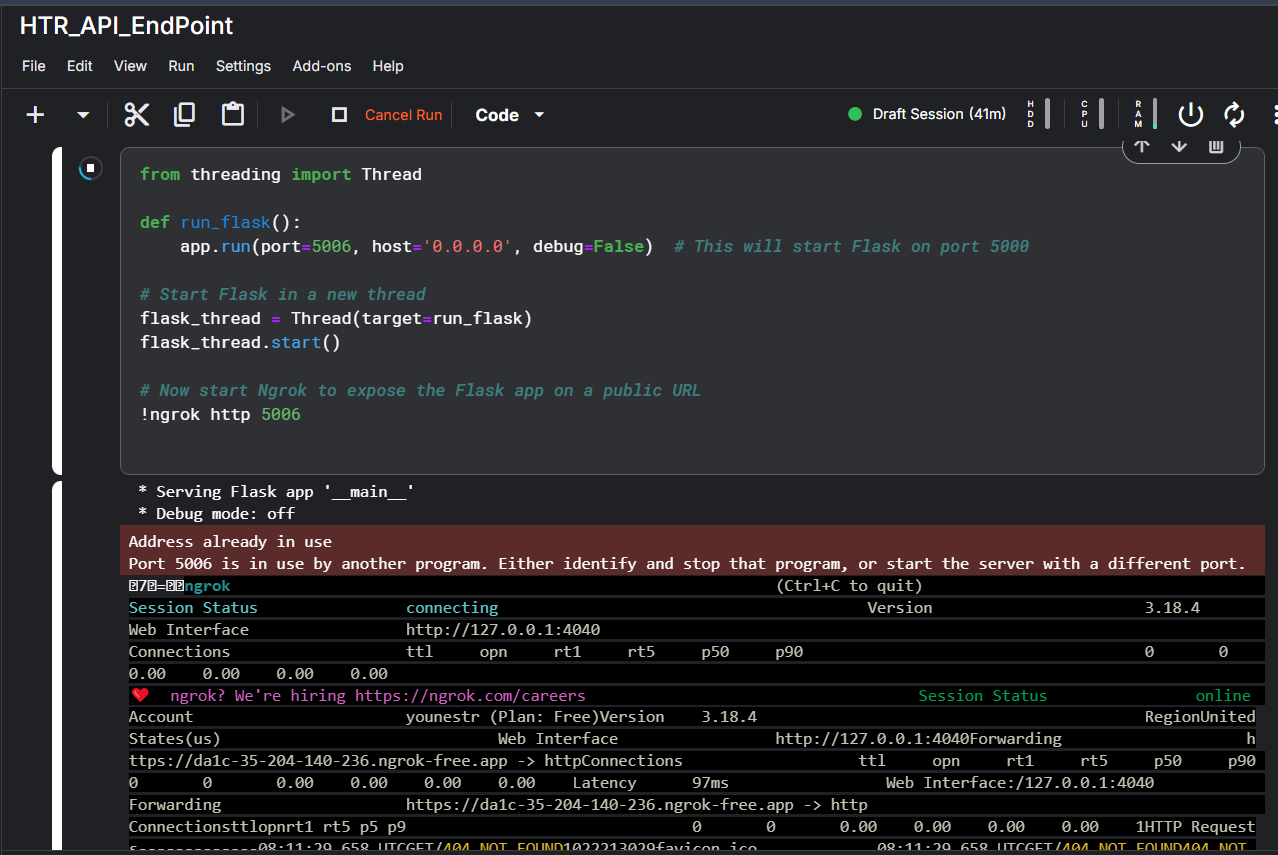 HTR_API_EndPoint
File Edit View Run Settings Add-ons Help
Cancel Run Code Draft Session (41m) HDD CPU RAM
from threading import Thread
def run_flask():
app.run(port=5006, host='0.0.0.0', debug=False) # This will start Flask on port 5000
# Start Flask in a new thread
flask_thread = Thread(target=run_flask)
flask_thread.start()
# Now start Ngrok to expose the Flask app on a public URL
!ngrok http 5006
* Serving Flask app '__main__'
* Debug mode: off
Address already in use
Port 5006 is in use by another program. Either identify and stop that program, or start the server with a different port.
ngrok (Ctrl+C to quit)
Session Status connecting Version 3.18.4
Web Interface http://127.0.0.1:4040
Connections ttl opn rt1 rt5 p50 p90 0 0
0.00 0.00 0.00 0.00
❤️ ngrok? We're hiring https://ngrok.com/careers Session Status online
Account younestr (Plan: Free)Version 3.18.4 RegionUnited
States(us) Web Interface http://127.0.0.1:4040Forwarding h
ttps://da1c-35-204-140-236.ngrok-free.app -> httpConnections ttl opn rt1 rt5 p50 p90
0 0 0.00 0.00 0.00 0.00 Latency 97ms Web Interface:/127.0.0.1:4040
Forwarding https://da1c-35-204-140-236.ngrok-free.app -> http
Connectionsttlopnrt1 rt5 p5 p9 0 0 0.00 0.00 0.00 0.00 1HTTP Request
08:11:29.658 UTCGET/404 NOT FOUND1022213029favicon.ico 08:11:29.658 UTCGET/404 NOT FOUND404 NOT